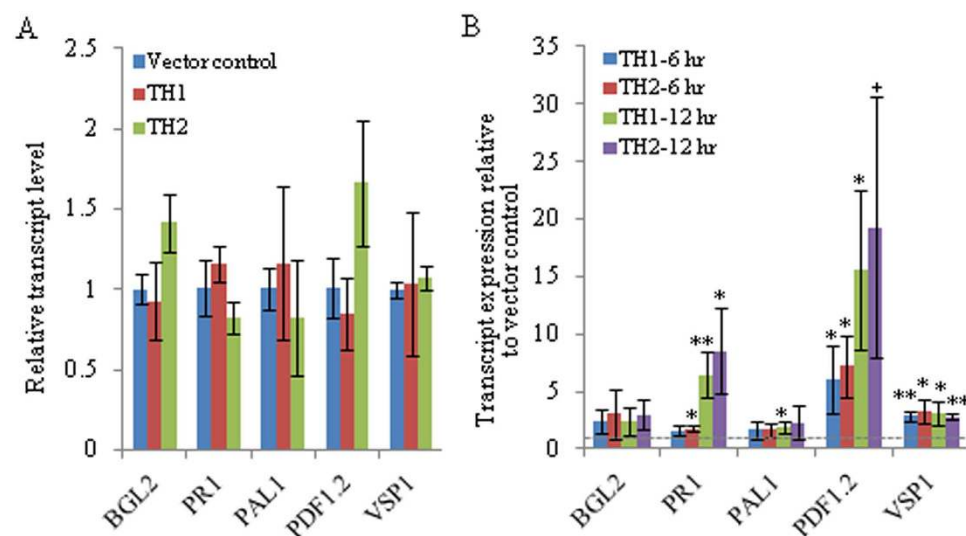 A
Relative transcript level
2.5
2
1.5
1
0.5
0
Vector control
TH1
TH2
BGL2
PR1
PAL1
PDF1.2
VSP1
B
Transcript expression relative
to vector control
35
30
25
20
15
10
5
0
TH1-6 hr
TH2-6 hr
TH1-12 hr
TH2-12 hr
*
**
*
*
* *
*
+
** * * **
BGL2
PR1
PAL1
PDF1.2
VSP1